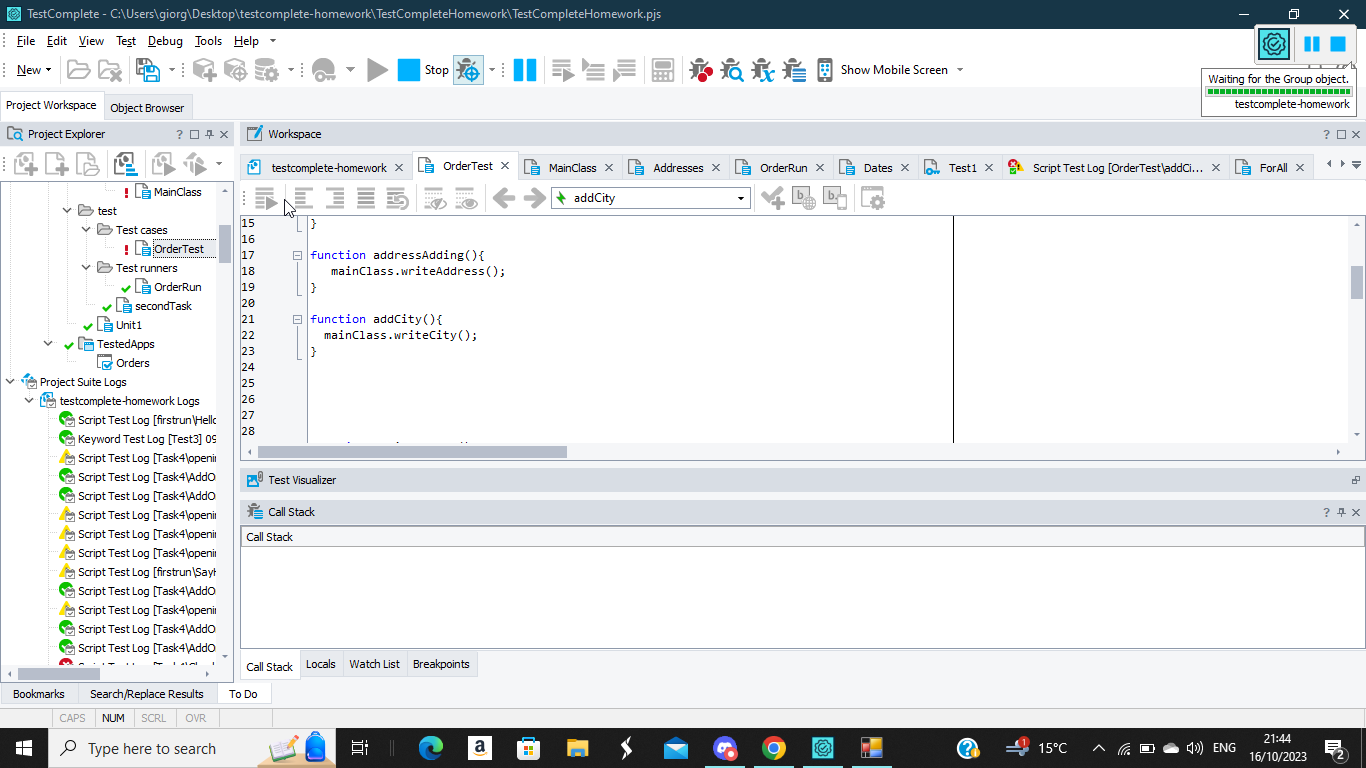 TestComplete - C:\Users\giorg\Desktop\testcomplete-homework\TestCompleteHomework\TestCompleteHomework.pjs
File Edit View Test Debug Tools Help
New Stop Show Mobile Screen
Waiting for the Group object.
testcomplete-homework
Project Workspace Object Browser
Project Explorer
Workspace
testcomplete-homework OrderTest MainClass Addresses OrderRun Dates Test1 Script Test Log [OrderTest\addCi... ForAll
addCity
MainClass
test
Test cases
OrderTest
Test runners
OrderRun
secondTask
Unit1
TestedApps
Orders
Project Suite Logs
testcomplete-homework Logs
Script Test Log [firstrun\Hello
Keyword Test Log [Test3] 09
Script Test Log [Task4\openin
Script Test Log [Task4\AddO
Script Test Log [Task4\AddO
Script Test Log [Task4\openin
Script Test Log [Task4\openin
Script Test Log [Task4\openin
Script Test Log [firstrun\SayH
Script Test Log [Task4\AddO
Script Test Log [Task4\openin
Script Test Log [Task4\AddO
Script Test Log [Task4\AddO
15 }
16
17 function addressAdding(){
18 mainClass.writeAddress();
19 }
20
21 function addCity(){
22 mainClass.writeCity();
23 }
24
25
26
27
28
Test Visualizer
Call Stack
Call Stack
Call Stack Locals Watch List Breakpoints
Bookmarks Search/Replace Results To Do
CAPS NUM SCRL OVR
Type here to search
15°C
ENG
21:44
16/10/2023
2